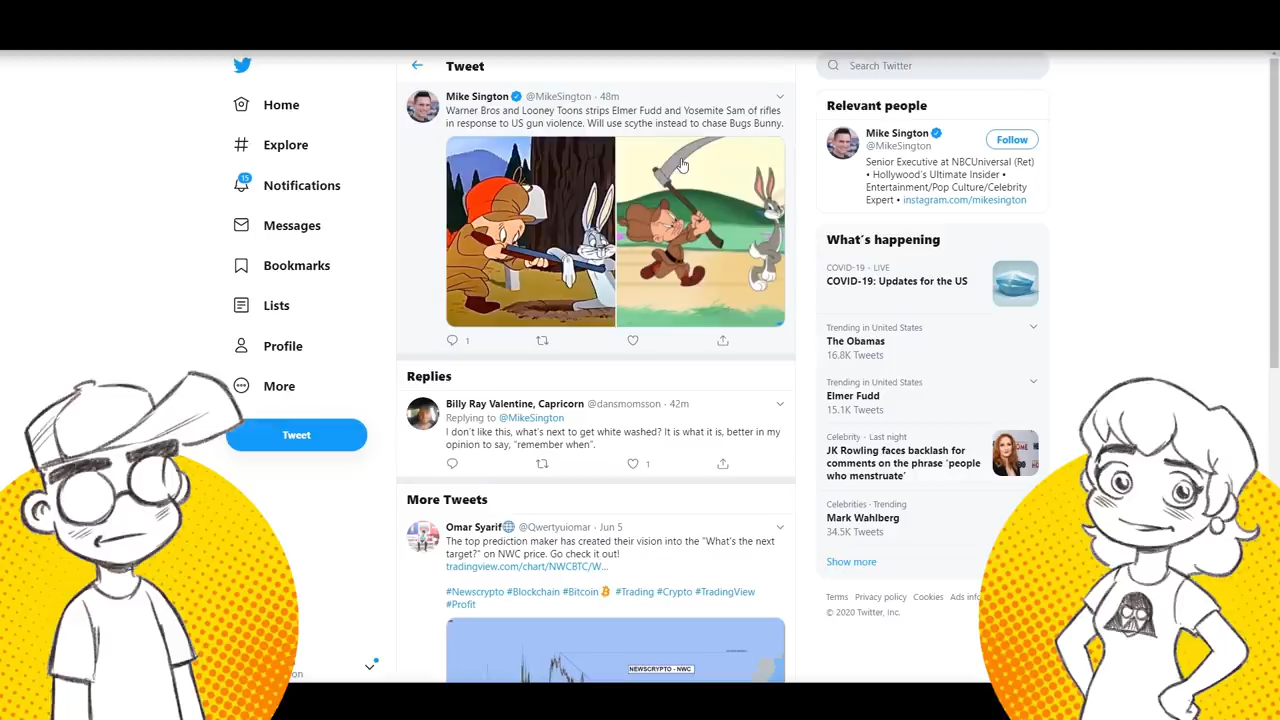 Tweet
Search Twitter
Home
Explore
15
Notifications
Messages
Bookmarks
Lists
Profile
More
Tweet
Mike Sington @MikeSington · 48m
Warner Bros and Looney Toons strips Elmer Fudd and Yosemite Sam of rifles
in response to US gun violence. Will use scythe instead to chase Bugs Bunny.
1
Replies
Billy Ray Valentine, Capricorn @dansmomsson · 42m
Replying to @MikeSington
I don't like this, what's next to get white washed? It is what it is, better in my
opinion to say, "remember when".
1
More Tweets
Omar Syarif @Qwertyuiomar · Jun 5
The top prediction maker has created their vision into the "What's the next
target?" on NWC price. Go check it out!
tradingview.com/chart/NWCBTC/W...
#Newscrypto #Blockchain #Bitcoin #Trading #Crypto #TradingView
#Profit
NEWSCRYPTO - NWC
Relevant people
Mike Sington
@MikeSington
Follow
Senior Executive at NBCUniversal (Ret)
• Hollywood's Ultimate Insider •
Entertainment/Pop Culture/Celebrity
Expert • instagram.com/mikesington
What's happening
COVID-19 · LIVE
COVID-19: Updates for the US
Trending in United States
The Obamas
16.8K Tweets
Trending in United States
Elmer Fudd
15.1K Tweets
Celebrity · Last night
JK Rowling faces backlash for
comments on the phrase 'people
who menstruate'
Celebrities · Trending
Mark Wahlberg
34.5K Tweets
Show more
Terms Privacy policy Cookies Ads info
© 2020 Twitter, Inc.